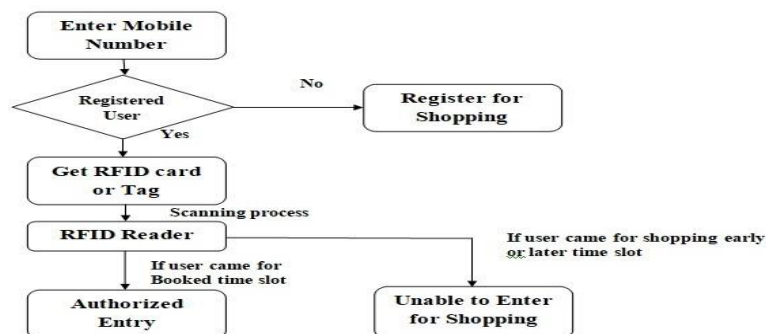 Enter Mobile
Number
Registered
User
No
Register for
Shopping
Yes
Get RFID card
or Tag
Scanning process
RFID Reader
If user came for shopping early
or later time slot
If user came for
Booked time slot
Authorized
Entry
Unable to Enter
for Shopping